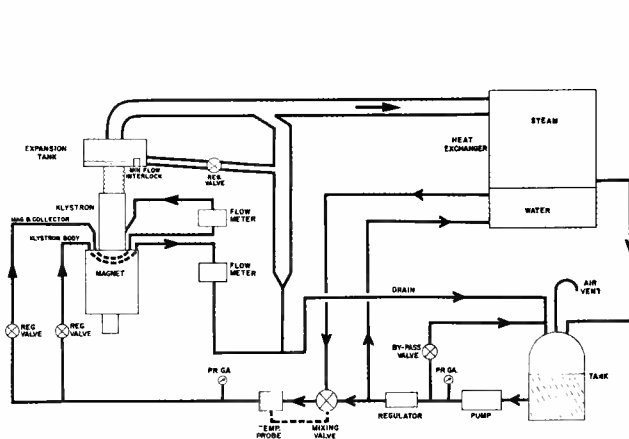 STEAM
HEAT
EXCHANGER
WATER
EXPANSION
TANK
MIN FLOW
INTERLOCK
REG.
VALVE
KLYSTRON
MAG & COLLECTOR
KLYSTRON BODY
MAGNET
FLOW
METER
FLOW
METER
DRAIN
AIR
VENT
REG
VALVE
REG
VALVE
BY-PASS
VALVE
PR GA.
PR GA.
TANK
REGULATOR
PUMP
TEMP.
PROBE
MIXING
VALVE